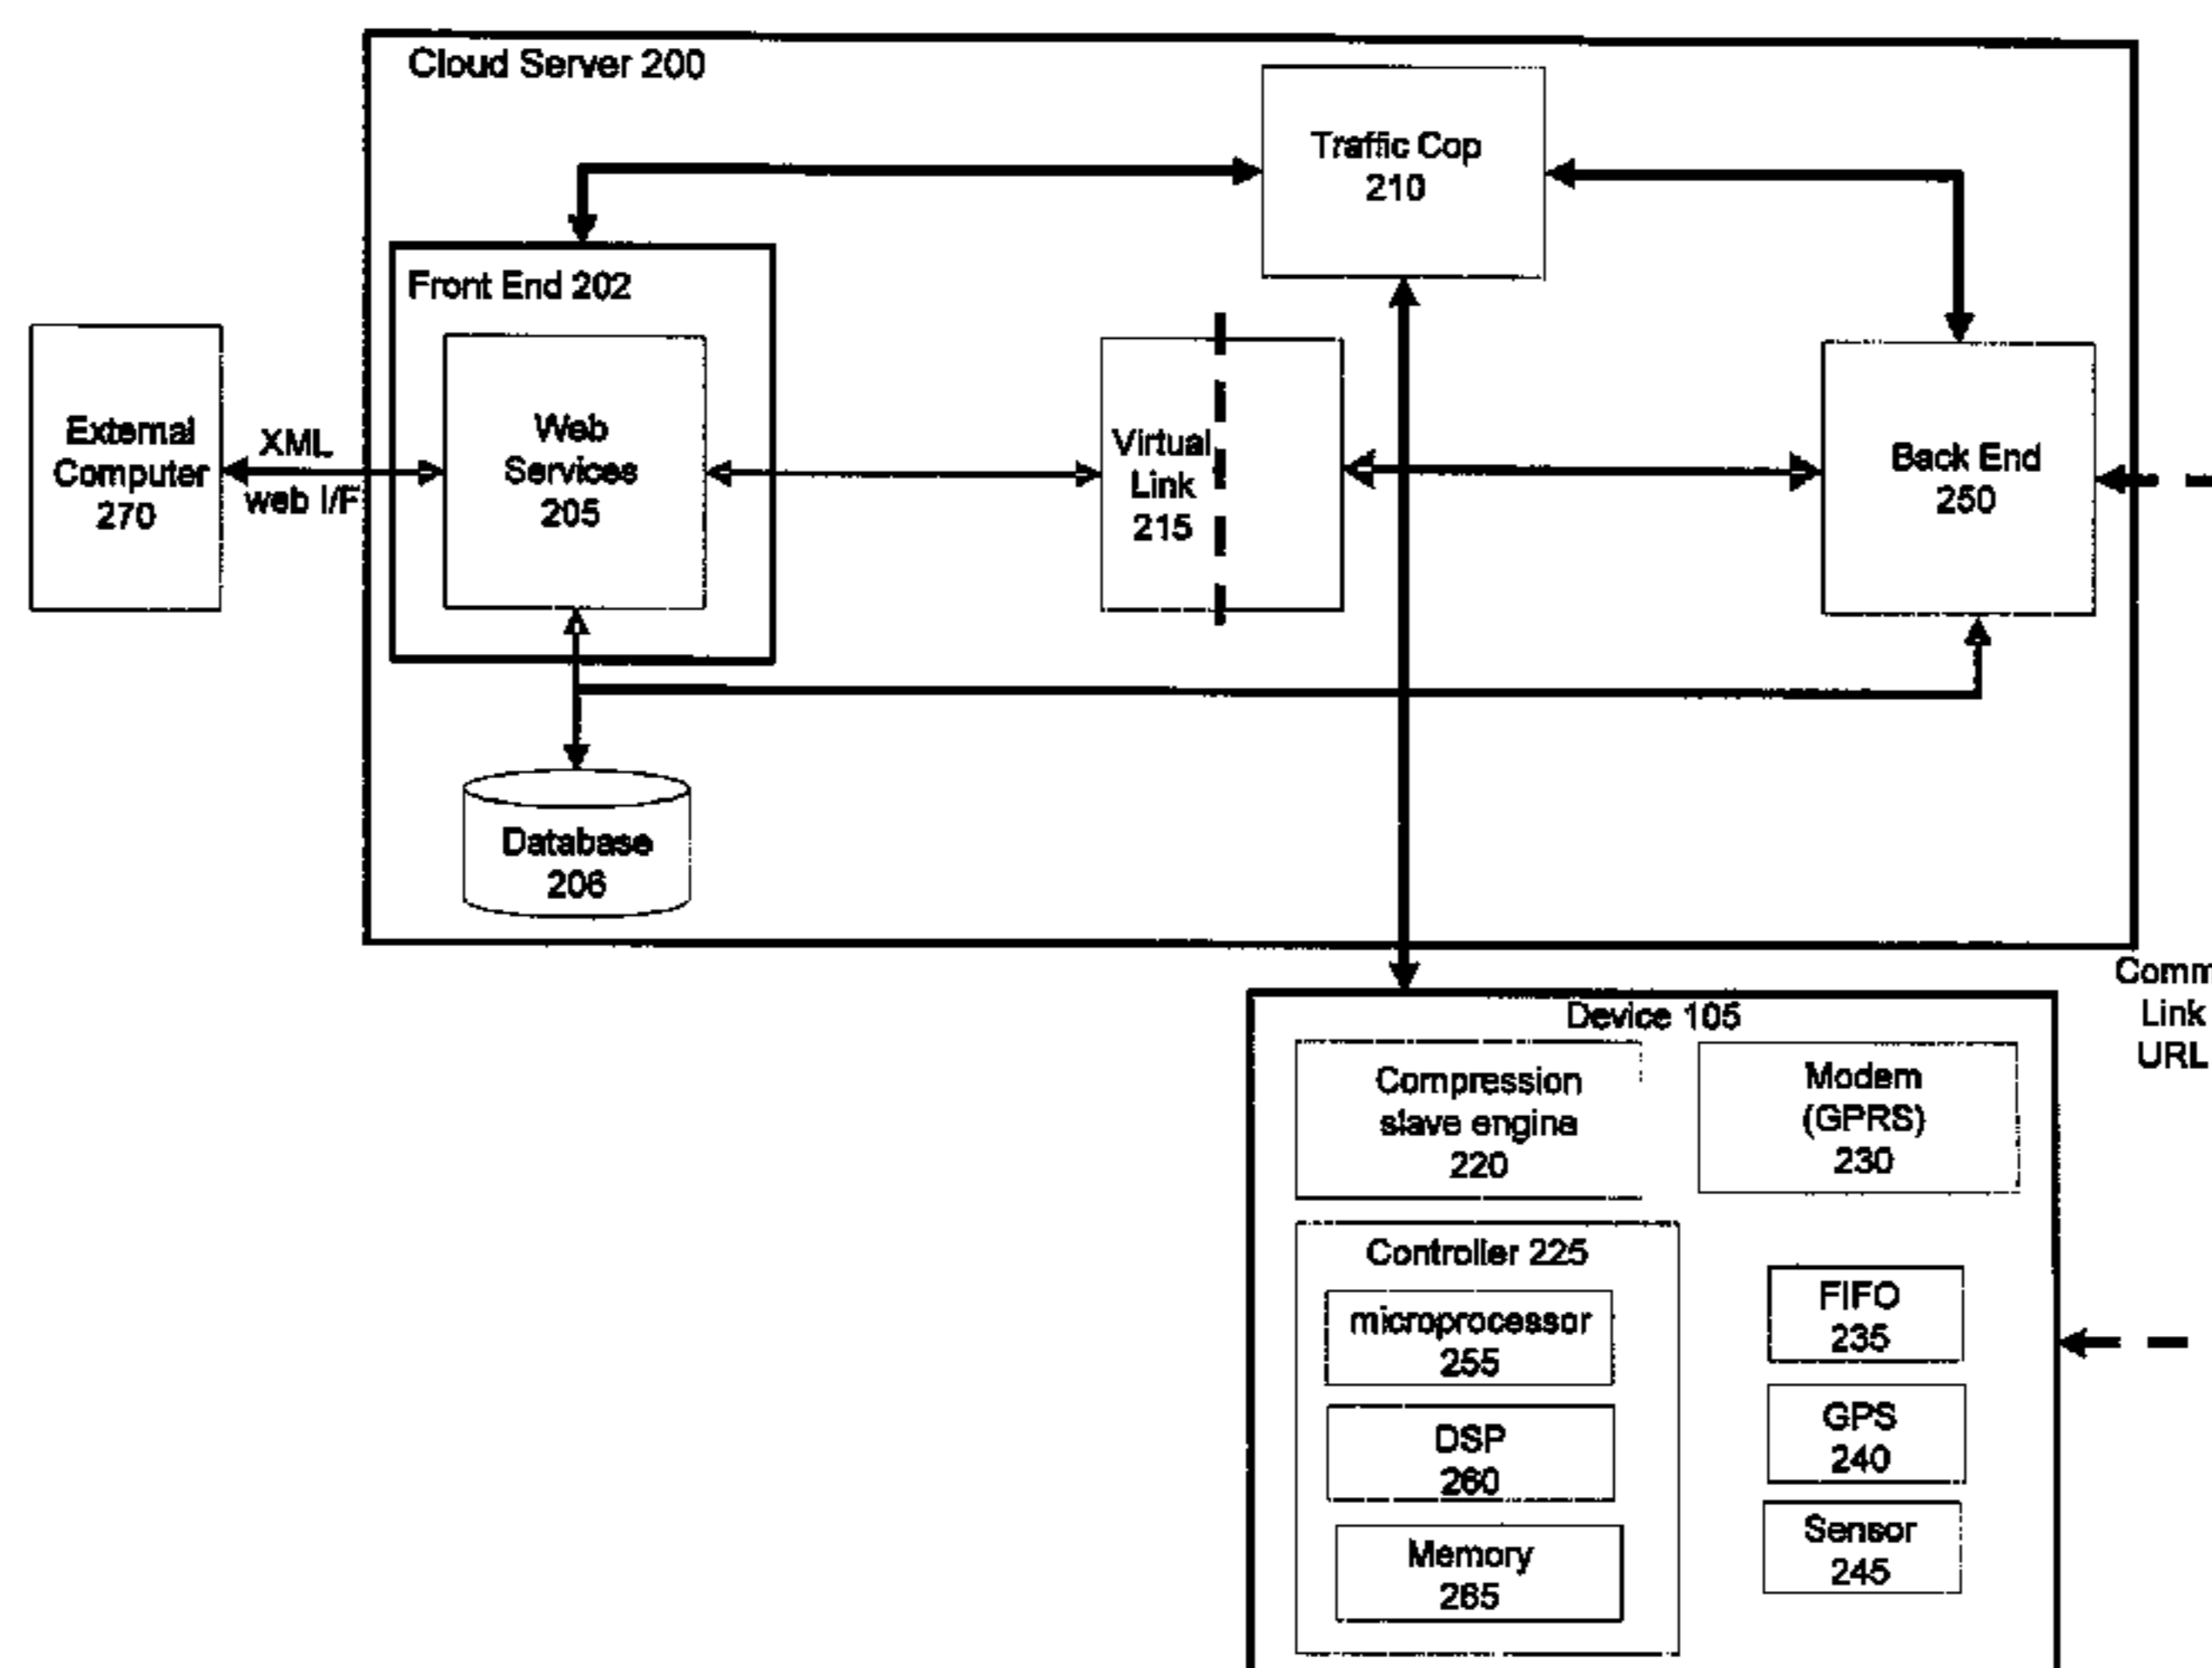 Cloud Server 200
Traffic Cop
210
Front End 202
External
Computer
270
XML
web I/F
Web
Services
205
Virtual
Link
215
Back End
250
Database
206
Comm
Link
URL
Device 105
Compression
slave engine
220
Modem
(GPRS)
230
Controller 225
microprocessor
255
DSP
260
Memory
265
FIFO
235
GPS
240
Sensor
245